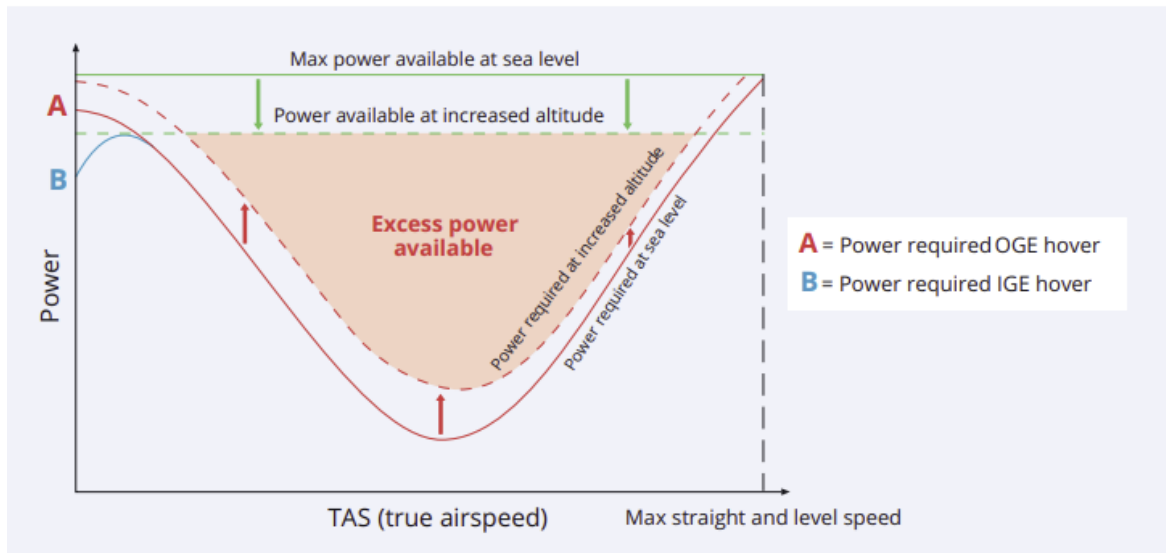 Max power available at sea level
A
Power available at increased altitude
B
Excess power
available
Power required at increased altitude
Power required at sea level
Power
A = Power required OGE hover
B = Power required IGE hover
TAS (true airspeed)
Max straight and level speed